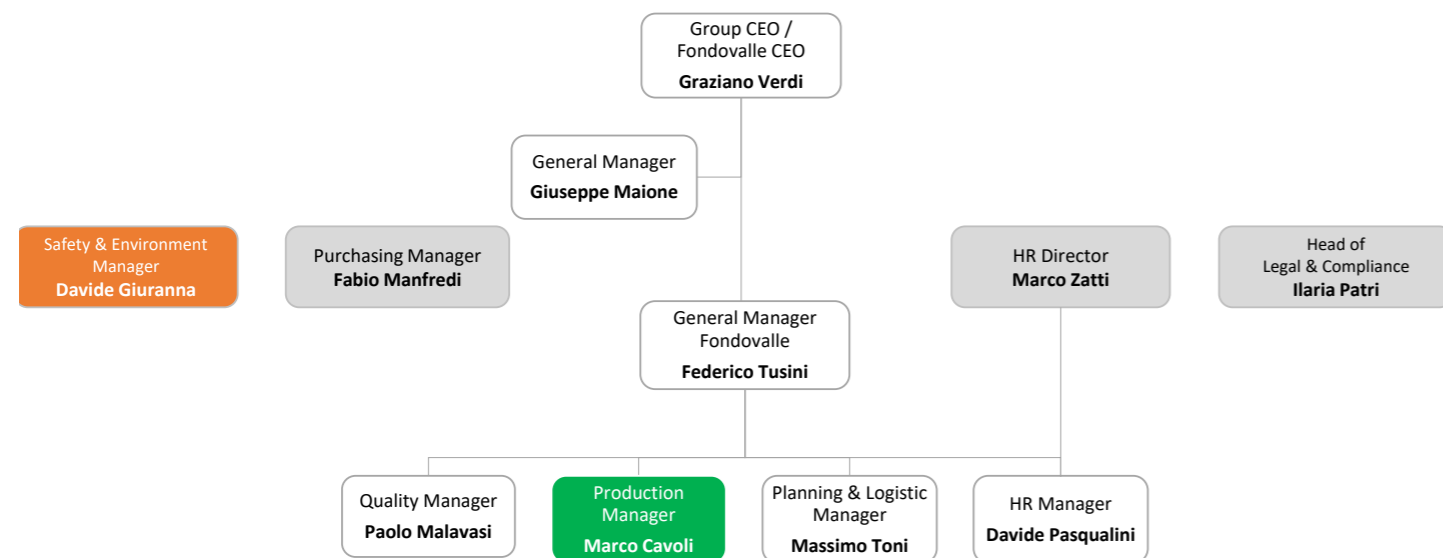 Group CEO /
Fondovalle CEO
Graziano Verdi
General Manager
Giuseppe Maione
Safety & Environment
Manager
Davide Giuranna
Purchasing Manager
Fabio Manfredi
HR Director
Marco Zatti
Head of
Legal & Compliance
Ilaria Patri
General Manager
Fondovalle
Federico Tusini
Quality Manager
Paolo Malavasi
Production
Manager
Marco Cavoli
Planning & Logistic
Manager
Massimo Toni
HR Manager
Davide Pasqualini